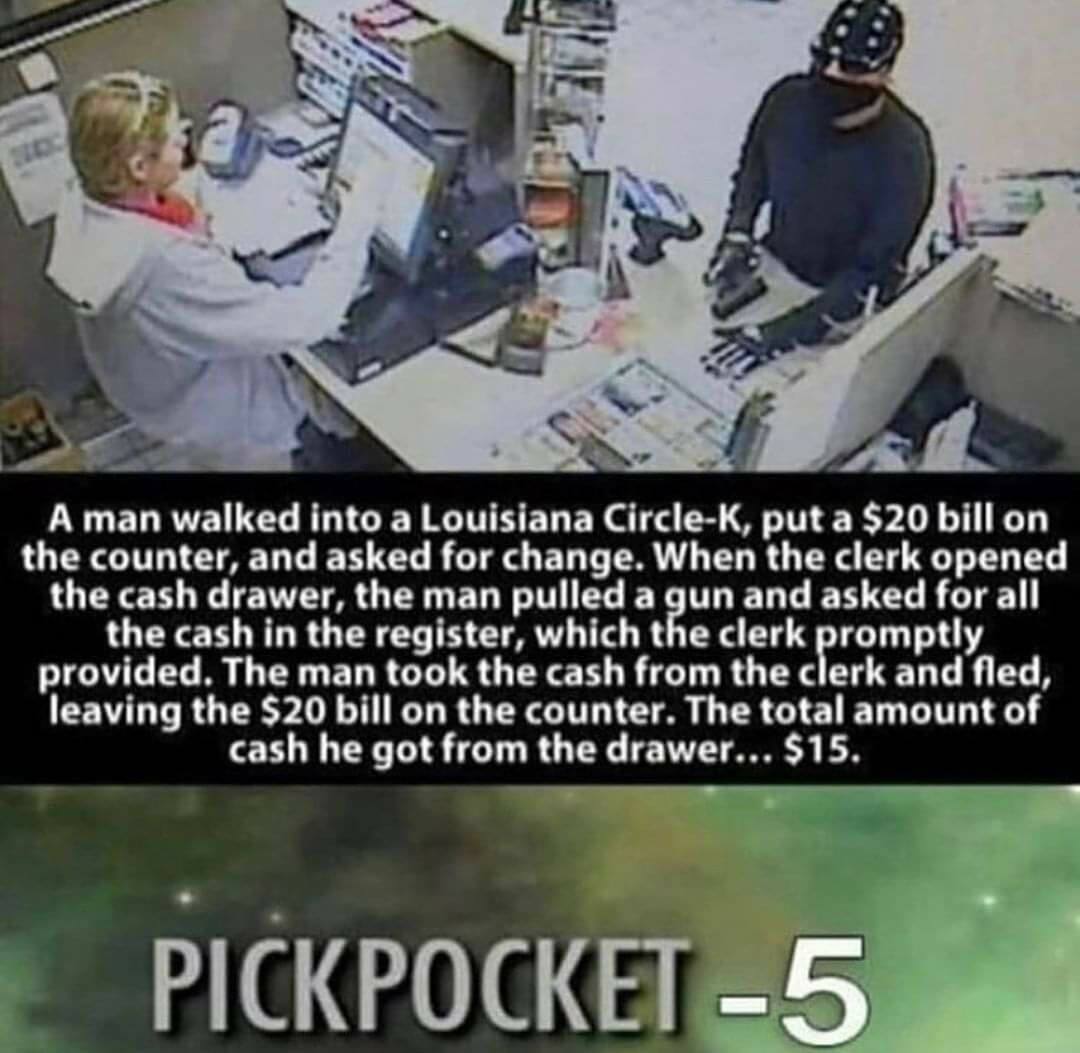 A man walked into a Louisiana Circle-K, put a $20 bill on
the counter, and asked for change. When the clerk opened
the cash drawer, the man pulled a gun and asked for all
the cash in the register, which the clerk promptly
provided. The man took the cash from the clerk and fled,
leaving the $20 bill on the counter. The total amount of
cash he got from the drawer... $15.
PICKPOCKET -5